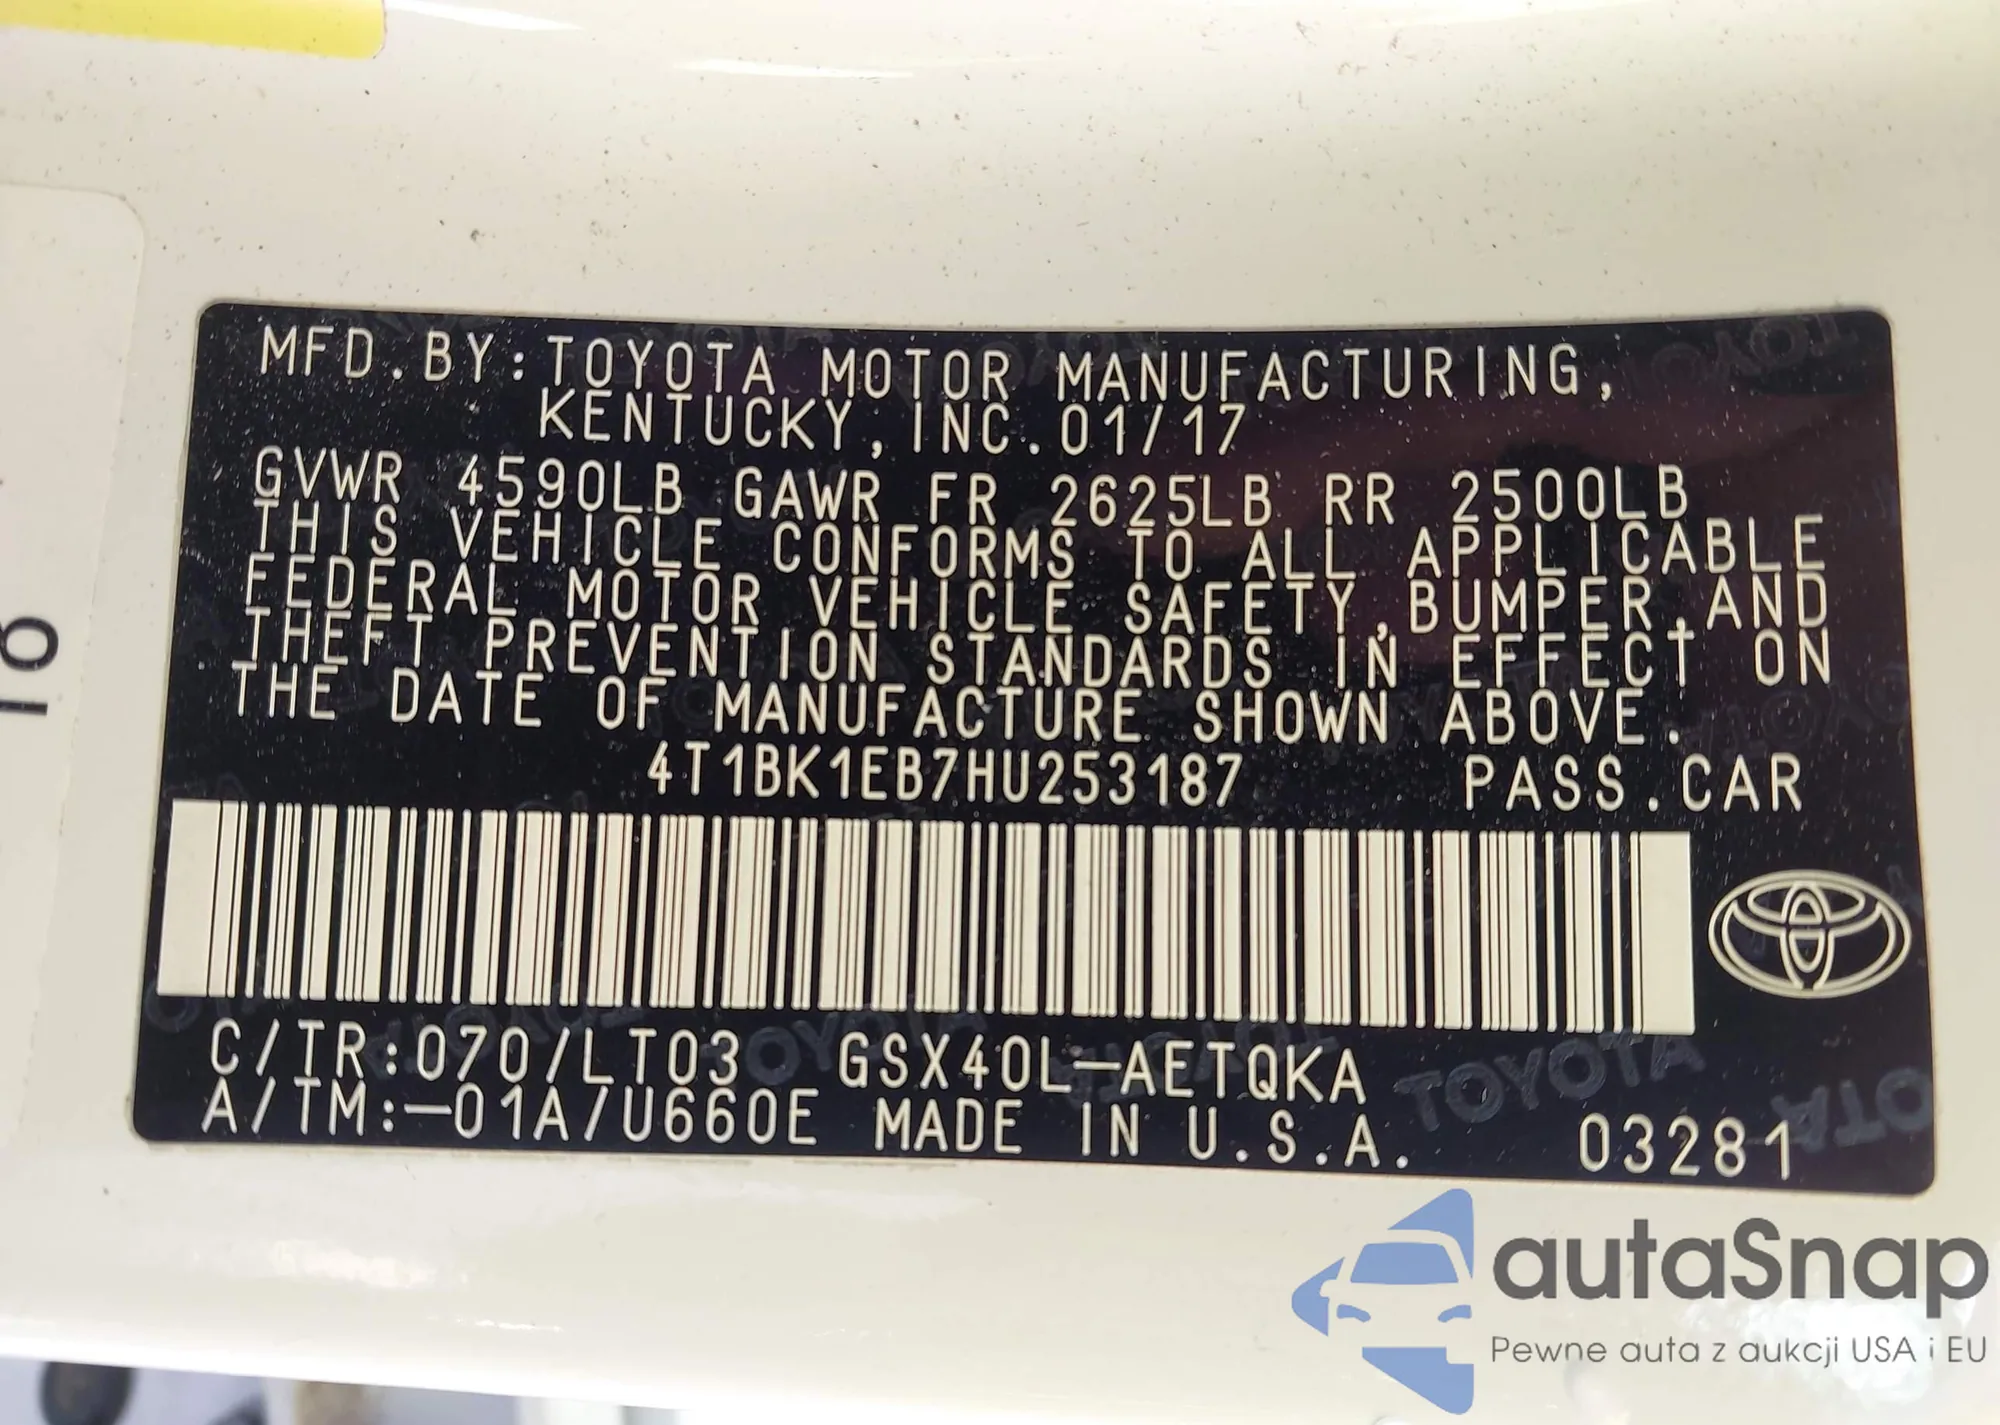 MFD.BY:TOYOTA MOTOR MANUFACTURING,
KENTUCKY,INC.01/17
GVWR 4590LB GAWR FR 2625LB RR 2500LB
THIS VEHICLE CONFORMS TO ALL APPLICABLE
FEDERAL MOTOR VEHICLE SAFETY,BUMPER,AND
THEFT PREVENTION STANDARDS IN EFFECT ON
THE DATE OF MANUFACTURE SHOWN ABOVE.
4T1BK1EB7HU253187 PASS.CAR
C/TR:070/LT03 GSX40L-AETQKA
A/TM:-01A/U660E MADE IN U.S.A. 03281
TOYOTA
autaSnap
Pewne auta z aukcji USA i EU